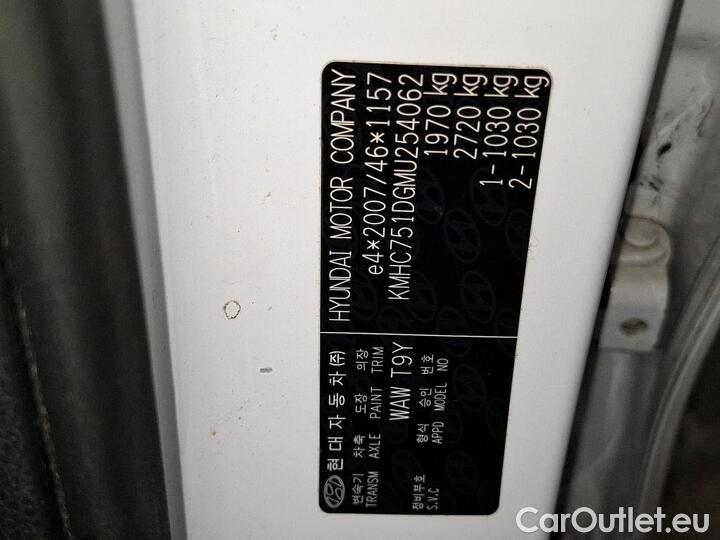 HYUNDAI MOTOR COMPANY
e4*2007/46*1157
KMHC751DGMU254062
1970 kg
2720 kg
1-1030 kg
2-1030 kg
현대자동차(주)
변속기 차축 도장 의장
TRANSM AXLE PAINT TRIM
WAW T9Y
형식 승인 번호
APPD MODEL NO
정비부호
S.V.C
CarOutlet.eu